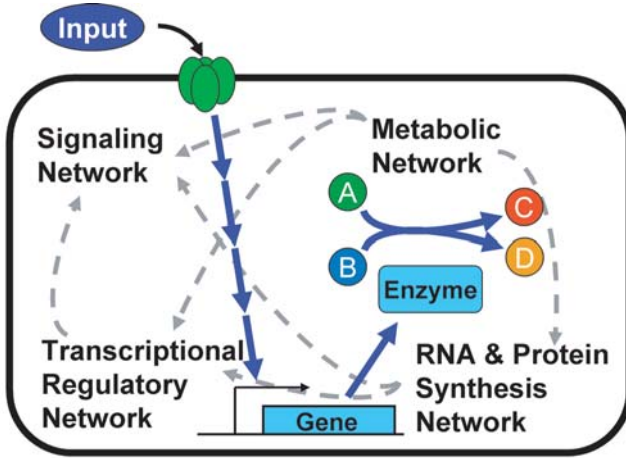 Input
Signaling
Network
Metabolic
Network
A
C
B
D
Enzyme
Transcriptional
Regulatory
Network
RNA & Protein
Synthesis
Network
Gene